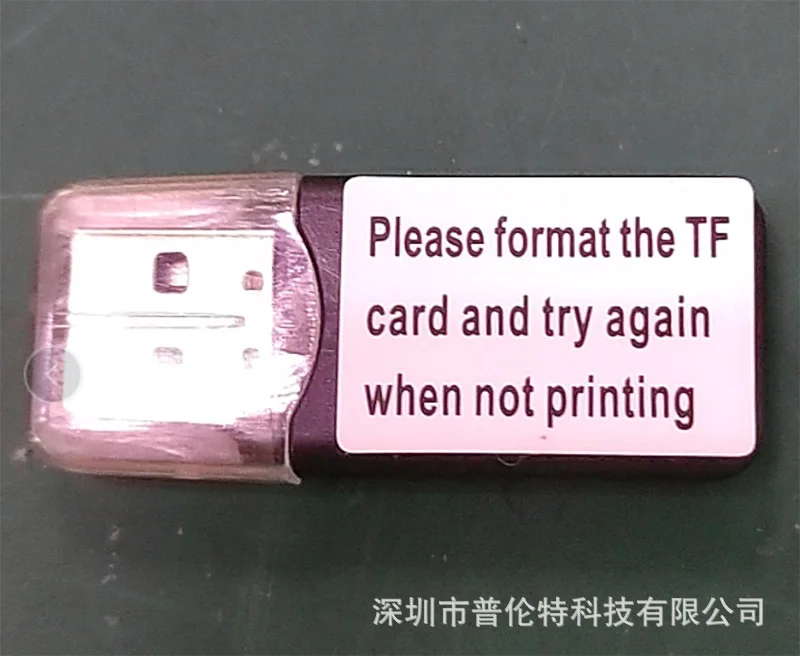 Please format the TF
card and try again
when not printing
深圳市普伦特科技有限公司